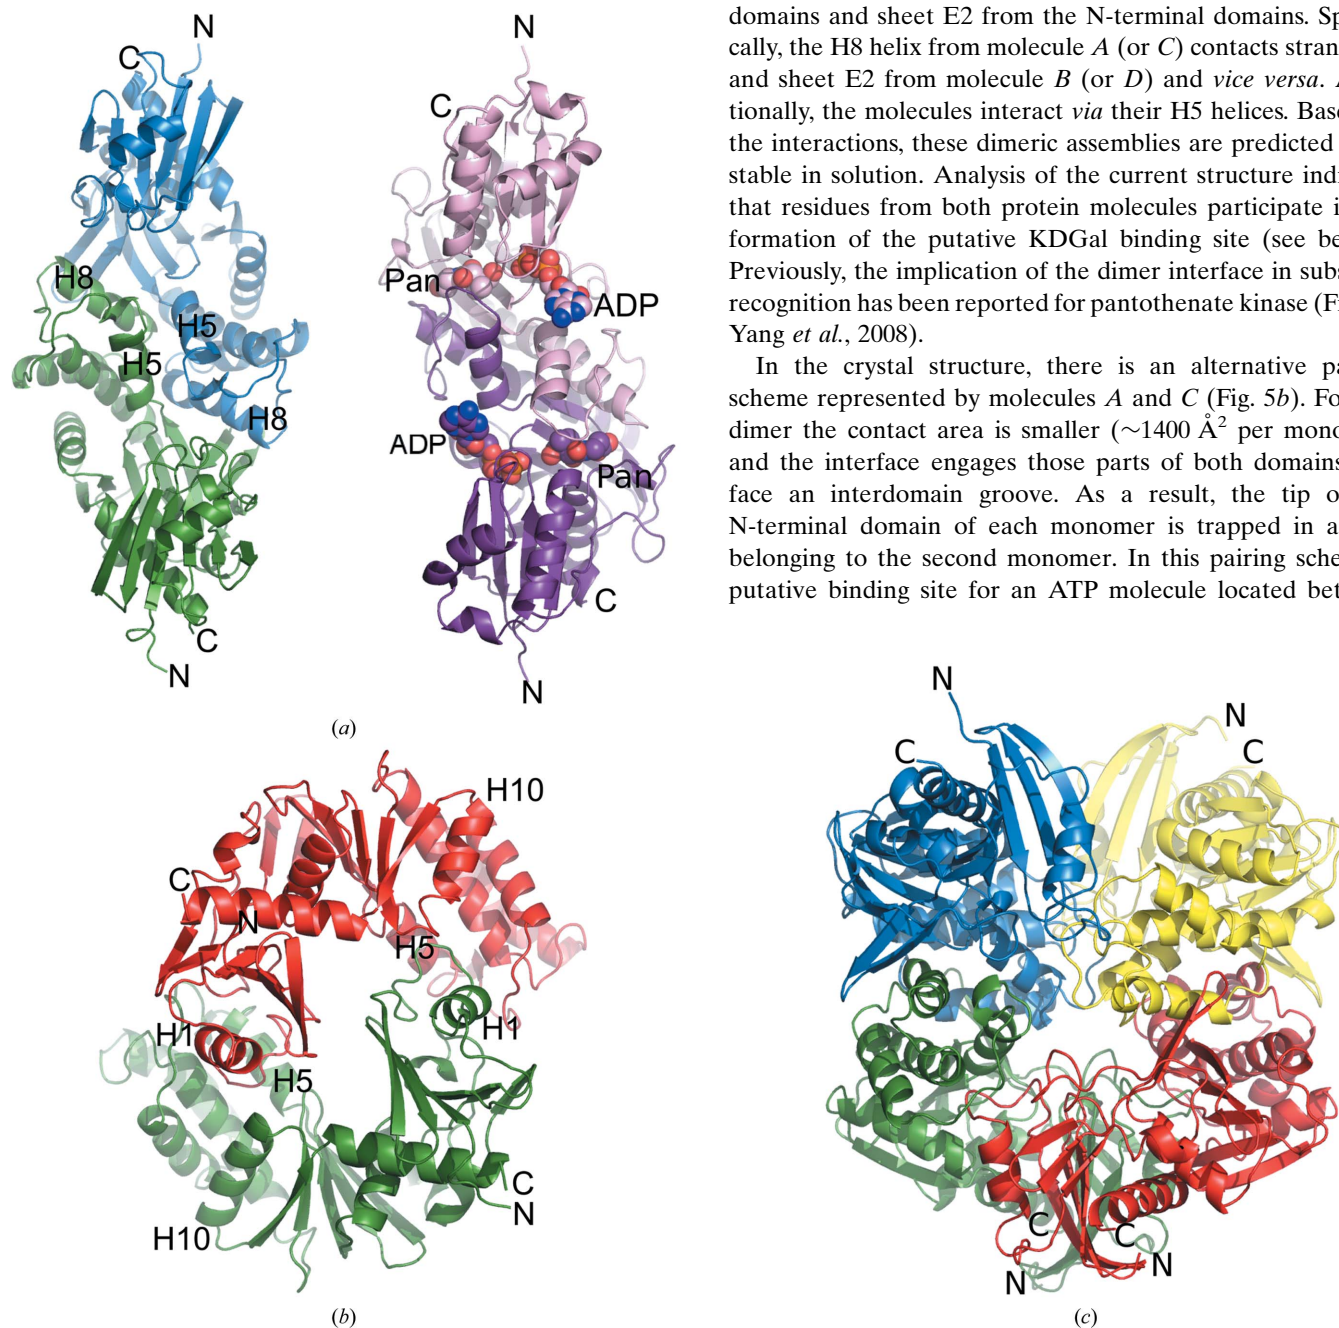 N
C
H8
H5
H5
H8
C
N
N
C
Pan
ADP
ADP
Pan
C
N
(a)
domains and sheet E2 from the N-terminal domains. Sp
cally, the H8 helix from molecule A (or C) contacts stran
and sheet E2 from molecule B (or D) and vice versa. A
tionally, the molecules interact via their H5 helices. Base
the interactions, these dimeric assemblies are predicted
stable in solution. Analysis of the current structure indi
that residues from both protein molecules participate i
formation of the putative KDGal binding site (see be
Previously, the implication of the dimer interface in subs
recognition has been reported for pantothenate kinase (Fi
Yang et al., 2008).
In the crystal structure, there is an alternative pa
scheme represented by molecules A and C (Fig. 5b). Fo
dimer the contact area is smaller (∼1400 Å² per mono
and the interface engages those parts of both domains
face an interdomain groove. As a result, the tip o
N-terminal domain of each monomer is trapped in a
belonging to the second monomer. In this pairing sche
putative binding site for an ATP molecule located bet
H10
C
N
H5
H1
H1
H5
C
N
H10
(b)
N
N
C
C
C
C
N
N
(c)